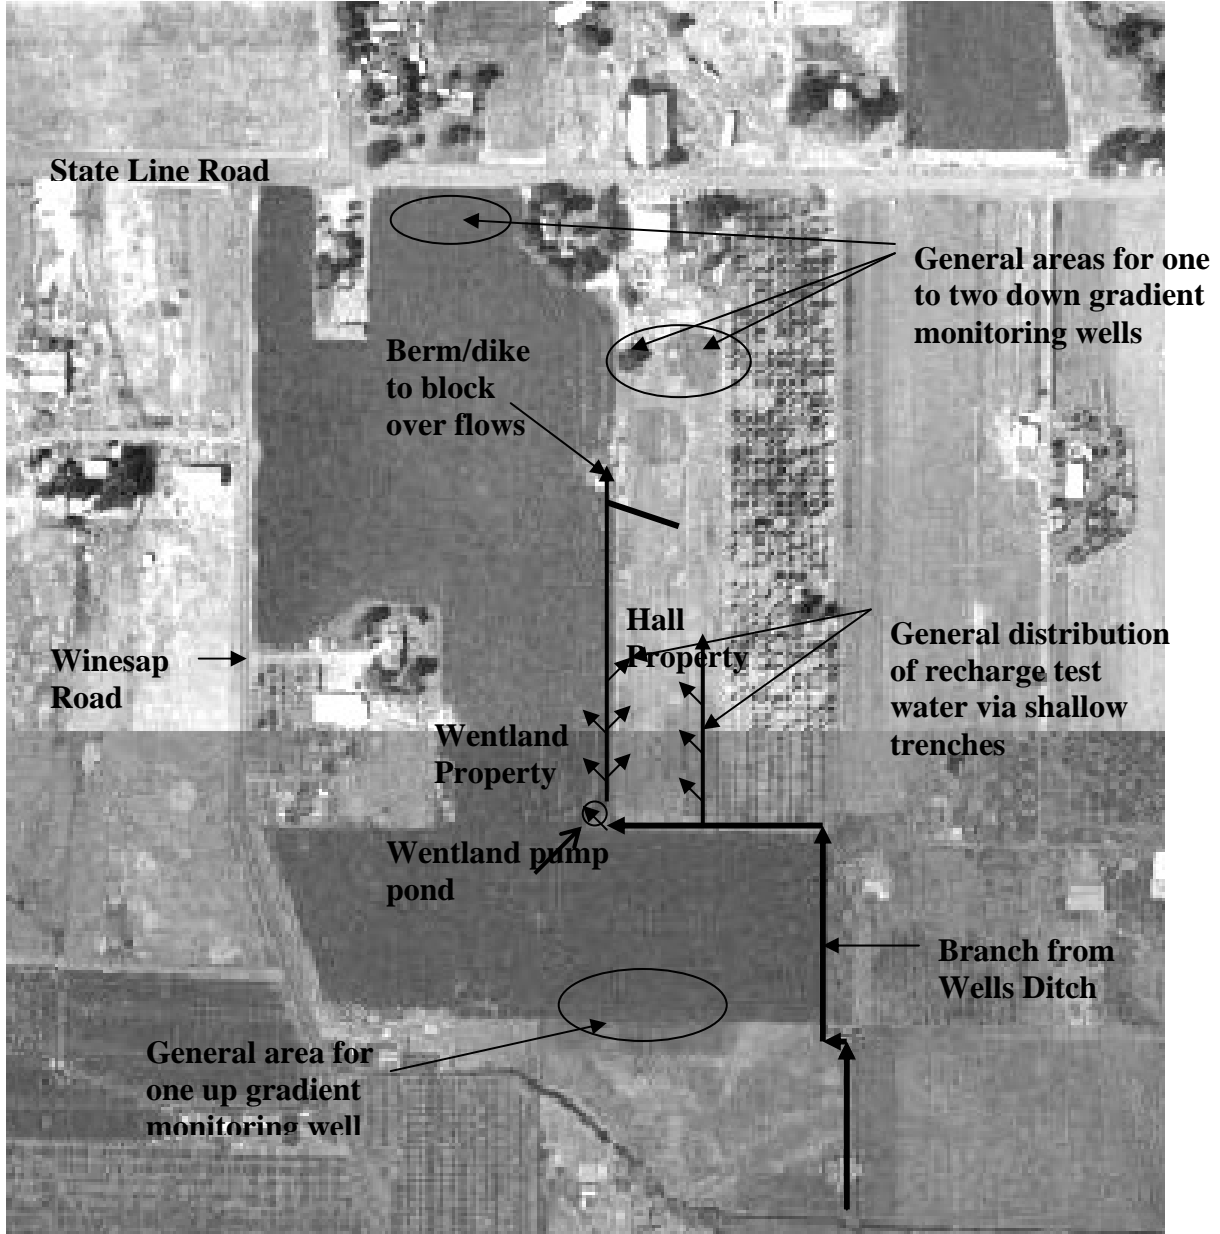 State Line Road
General areas for one
to two down gradient
monitoring wells
Berm/dike
to block
over flows
Hall
Property
General distribution
of recharge test
water via shallow
trenches
Winesap
Road
Wentland
Property
Wentland pump
pond
Branch from
Wells Ditch
General area for
one up gradient
monitoring well